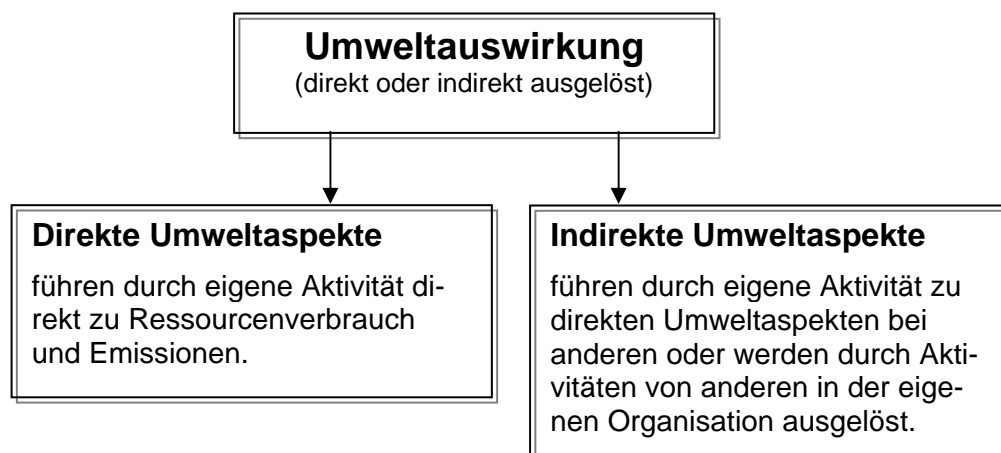 Umweltauswirkung
(direkt oder indirekt ausgelöst)
Direkte Umweltaspekte
führen durch eigene Aktivität di-
rekt zu Ressourcenverbrauch
und Emissionen.
Indirekte Umweltaspekte
führen durch eigene Aktivität zu
direkten Umweltaspekten bei
anderen oder werden durch Akti-
vitäten von anderen in der eige-
nen Organisation ausgelöst.